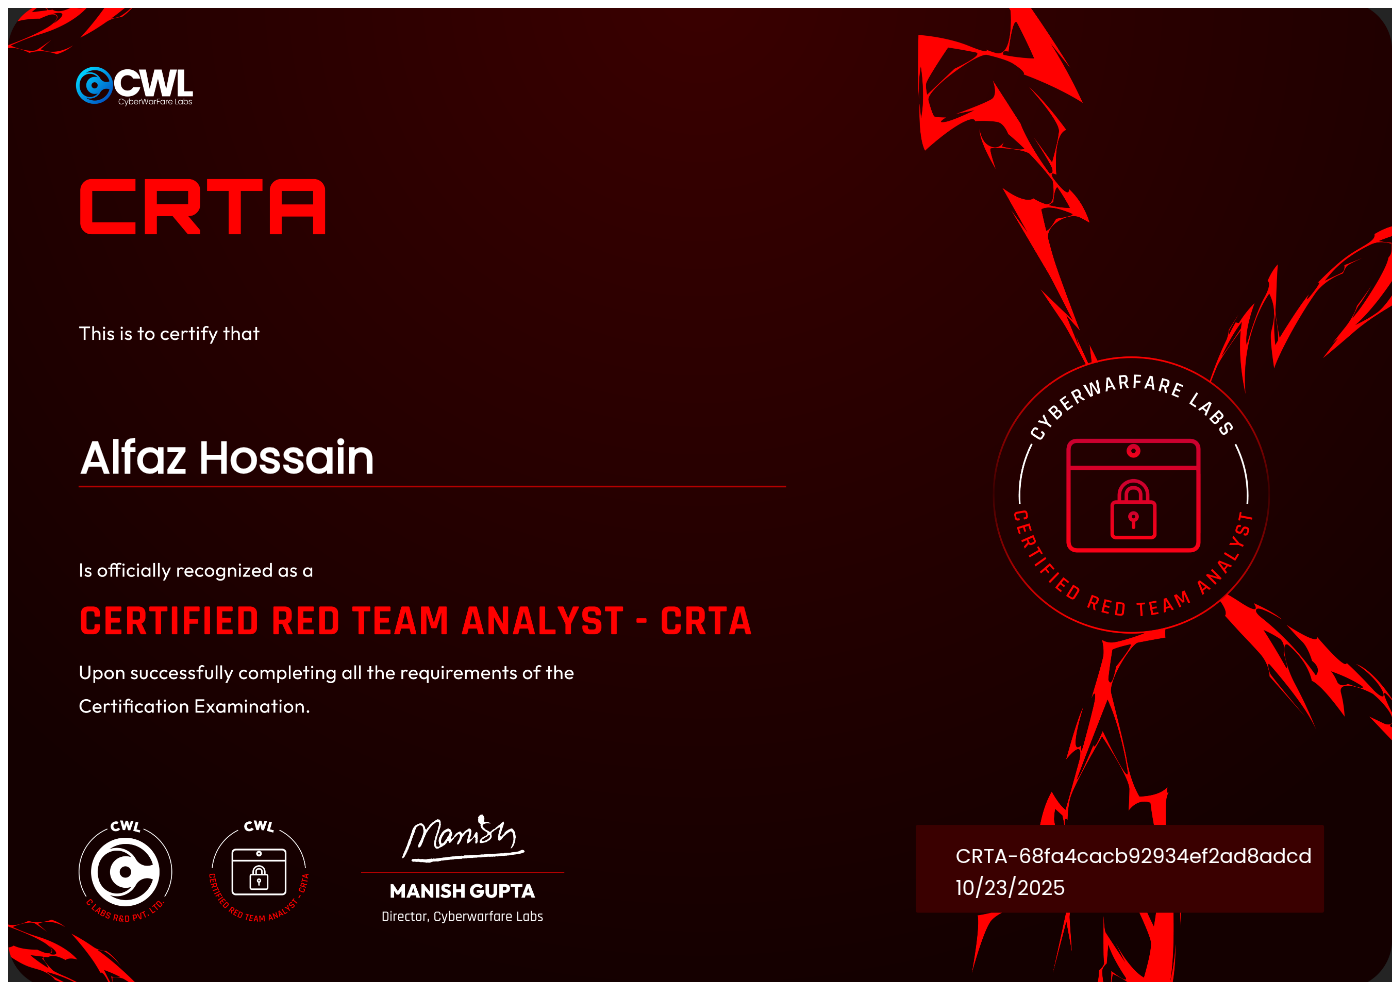 CWL
CyberWarFare Labs
CRTA
This is to certify that
Alfaz Hossain
Is officially recognized as a
CERTIFIED RED TEAM ANALYST - CRTA
Upon successfully completing all the requirements of the
Certification Examination.
CYBERWARFARE LABS
CERTIFIED RED TEAM ANALYST
CWL
C LABS R&D PVT. LTD.
CWL
CERTIFIED RED TEAM ANALYST - CRTA
Manish
MANISH GUPTA
Director, Cyberwarfare Labs
CRTA-68fa4cacb92934ef2ad8adcd
10/23/2025